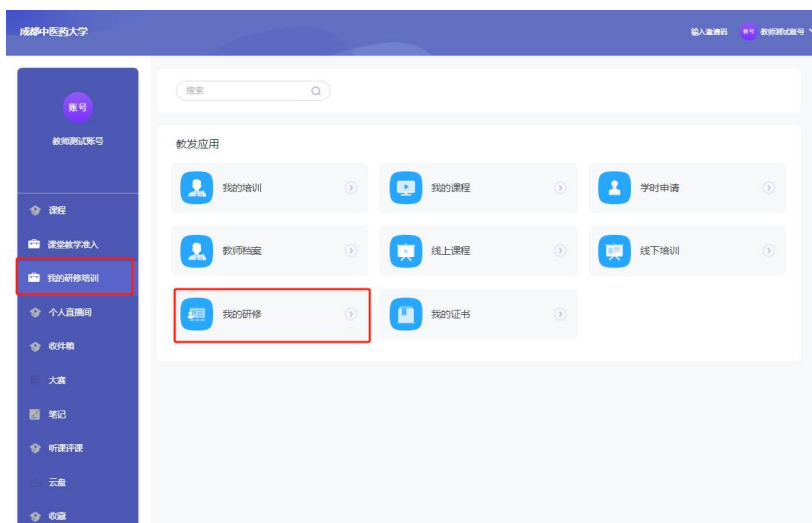 成都中医药大学
输入邀请码 账号 教师测试账号
账号
教师测试账号
课程
课堂教学准入
我的研修培训
个人直播间
收件箱
大赛
笔记
听课评课
云盘
收藏
搜索
教发应用
我的培训
我的课程
学时申请
教师档案
线上课程
线下培训
我的研修
我的证书